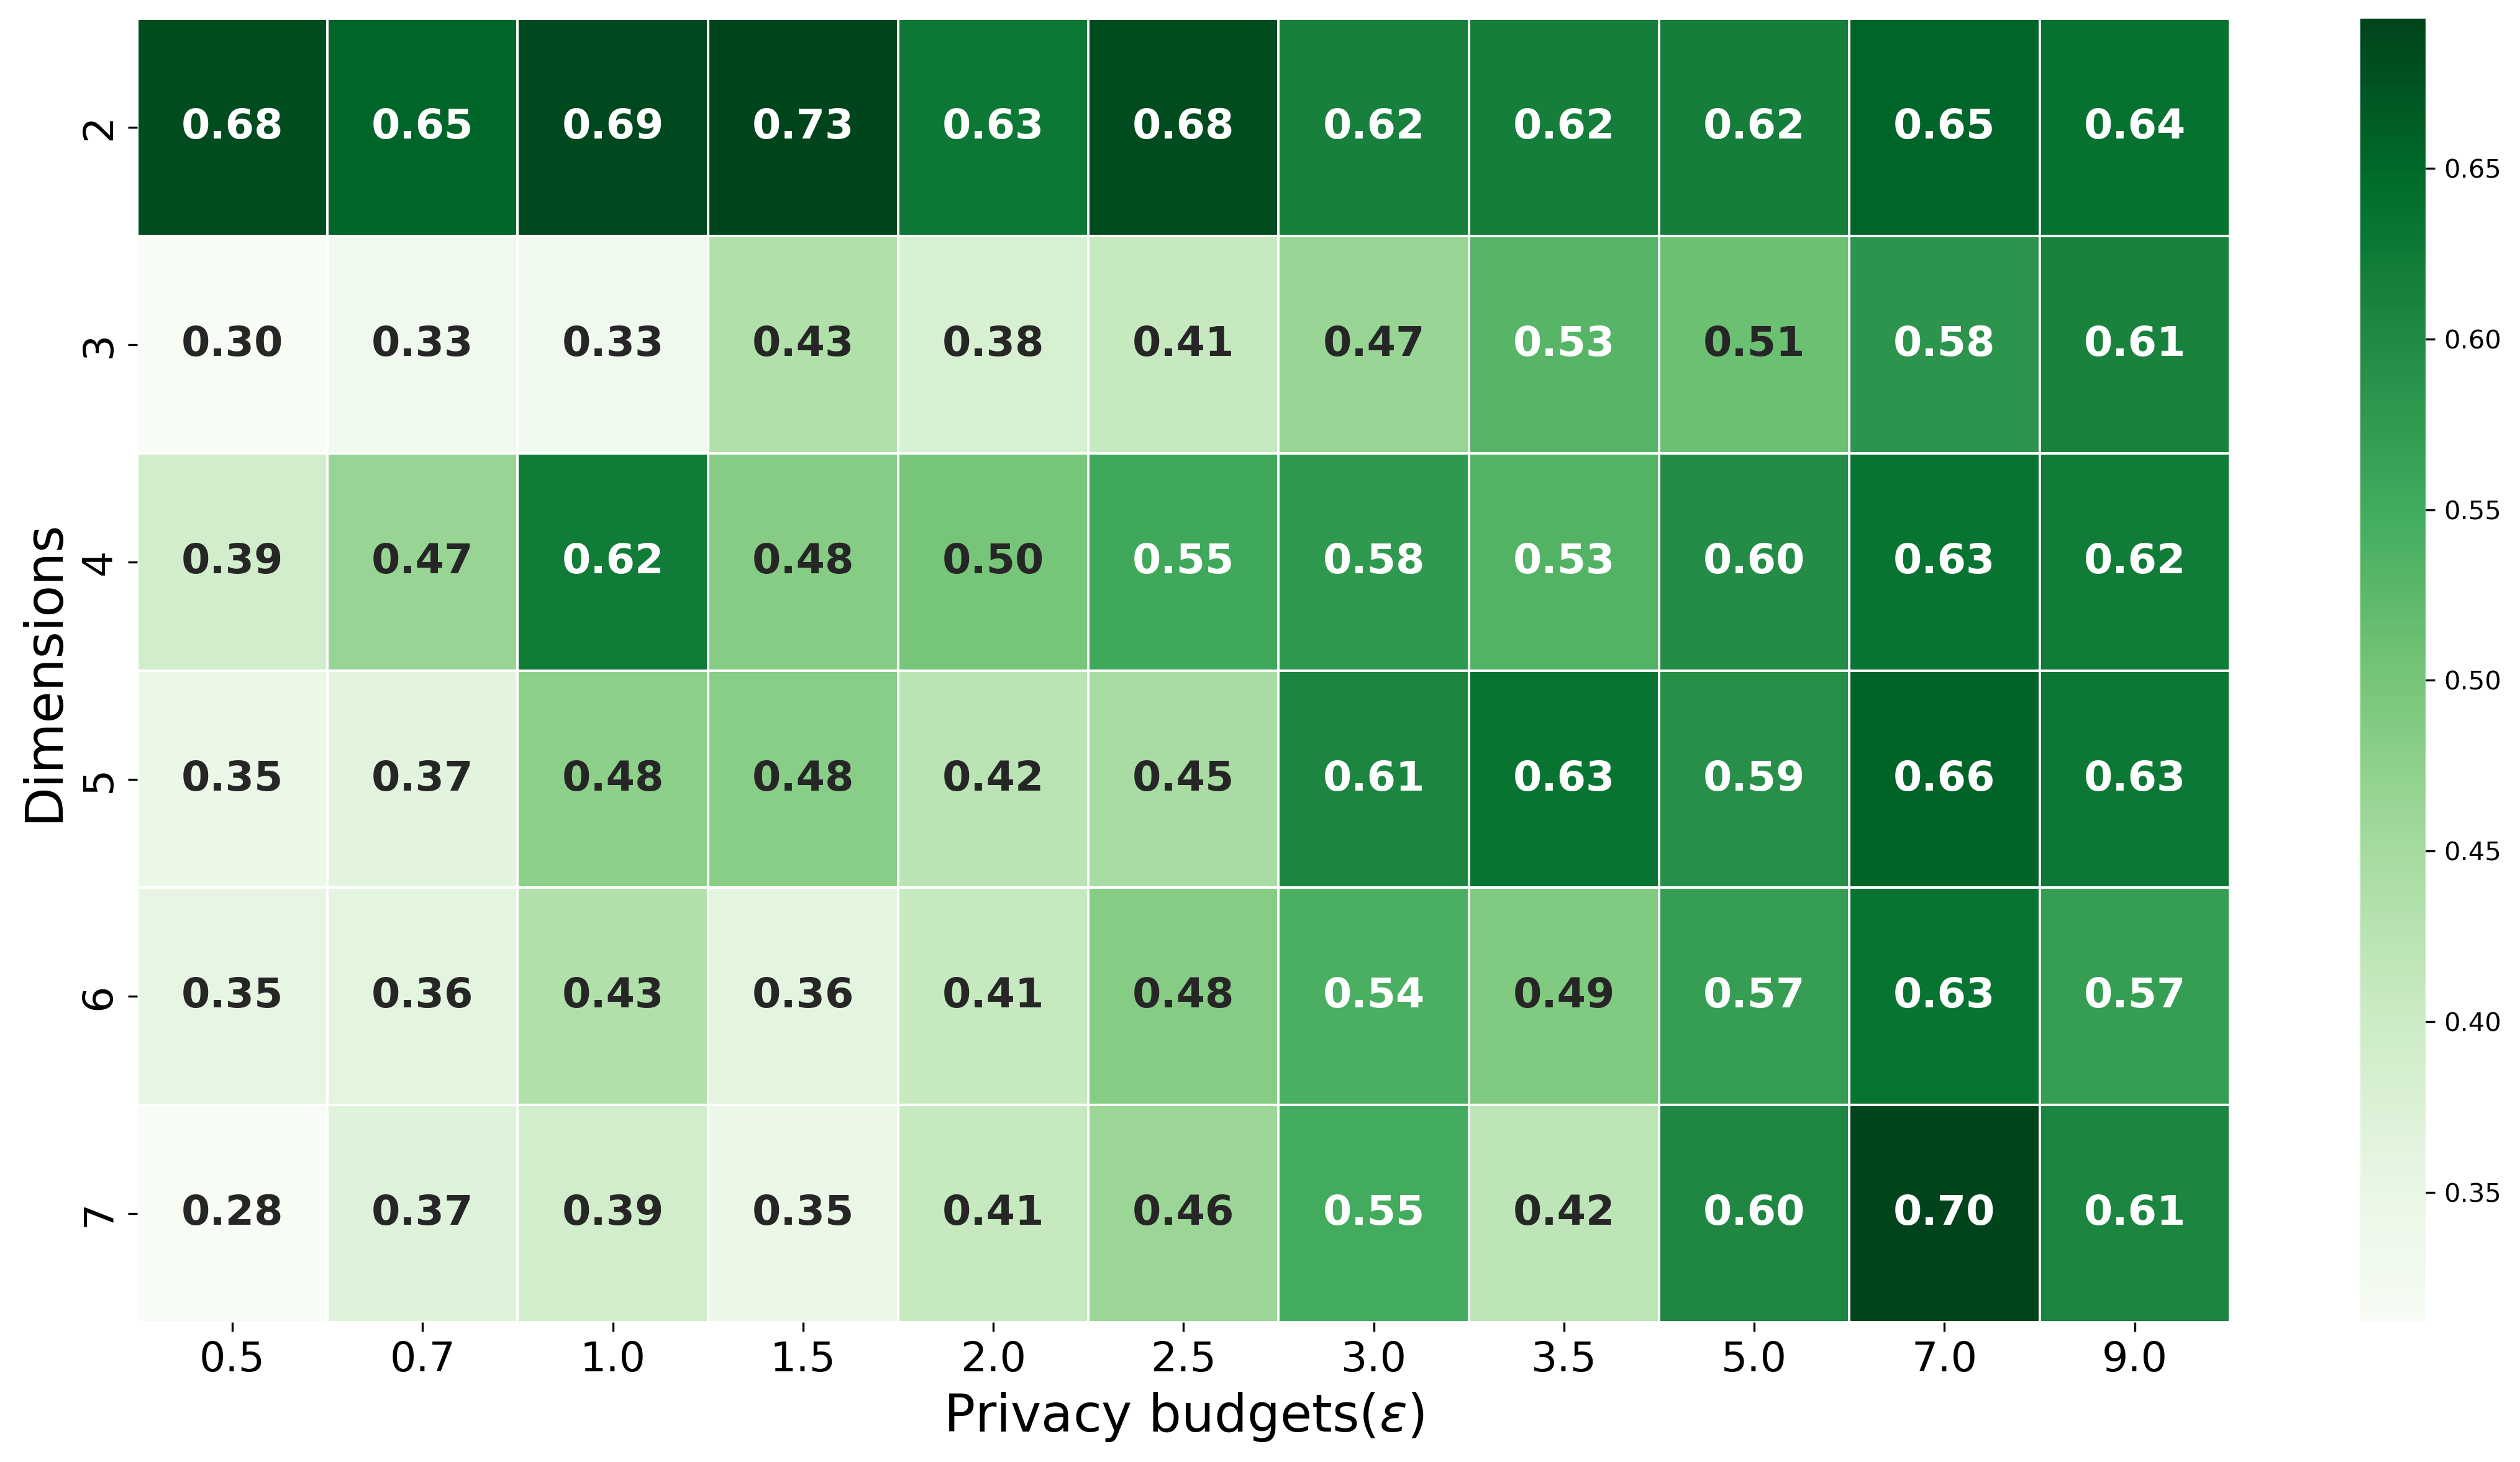 2 0.68 0.65 0.69 0.73 0.63 0.68 0.62 0.62 0.62 0.65 0.64
3 0.30 0.33 0.33 0.43 0.38 0.41 0.47 0.53 0.51 0.58 0.61
4 0.39 0.47 0.62 0.48 0.50 0.55 0.58 0.53 0.60 0.63 0.62
5 0.35 0.37 0.48 0.48 0.42 0.45 0.61 0.63 0.59 0.66 0.63
6 0.35 0.36 0.43 0.36 0.41 0.48 0.54 0.49 0.57 0.63 0.57
7 0.28 0.37 0.39 0.35 0.41 0.46 0.55 0.42 0.60 0.70 0.61
0.5 0.7 1.0 1.5 2.0 2.5 3.0 3.5 5.0 7.0 9.0
Privacy budgets(ε)
Dimensions
0.65
0.60
0.55
0.50
0.45
0.40
0.35